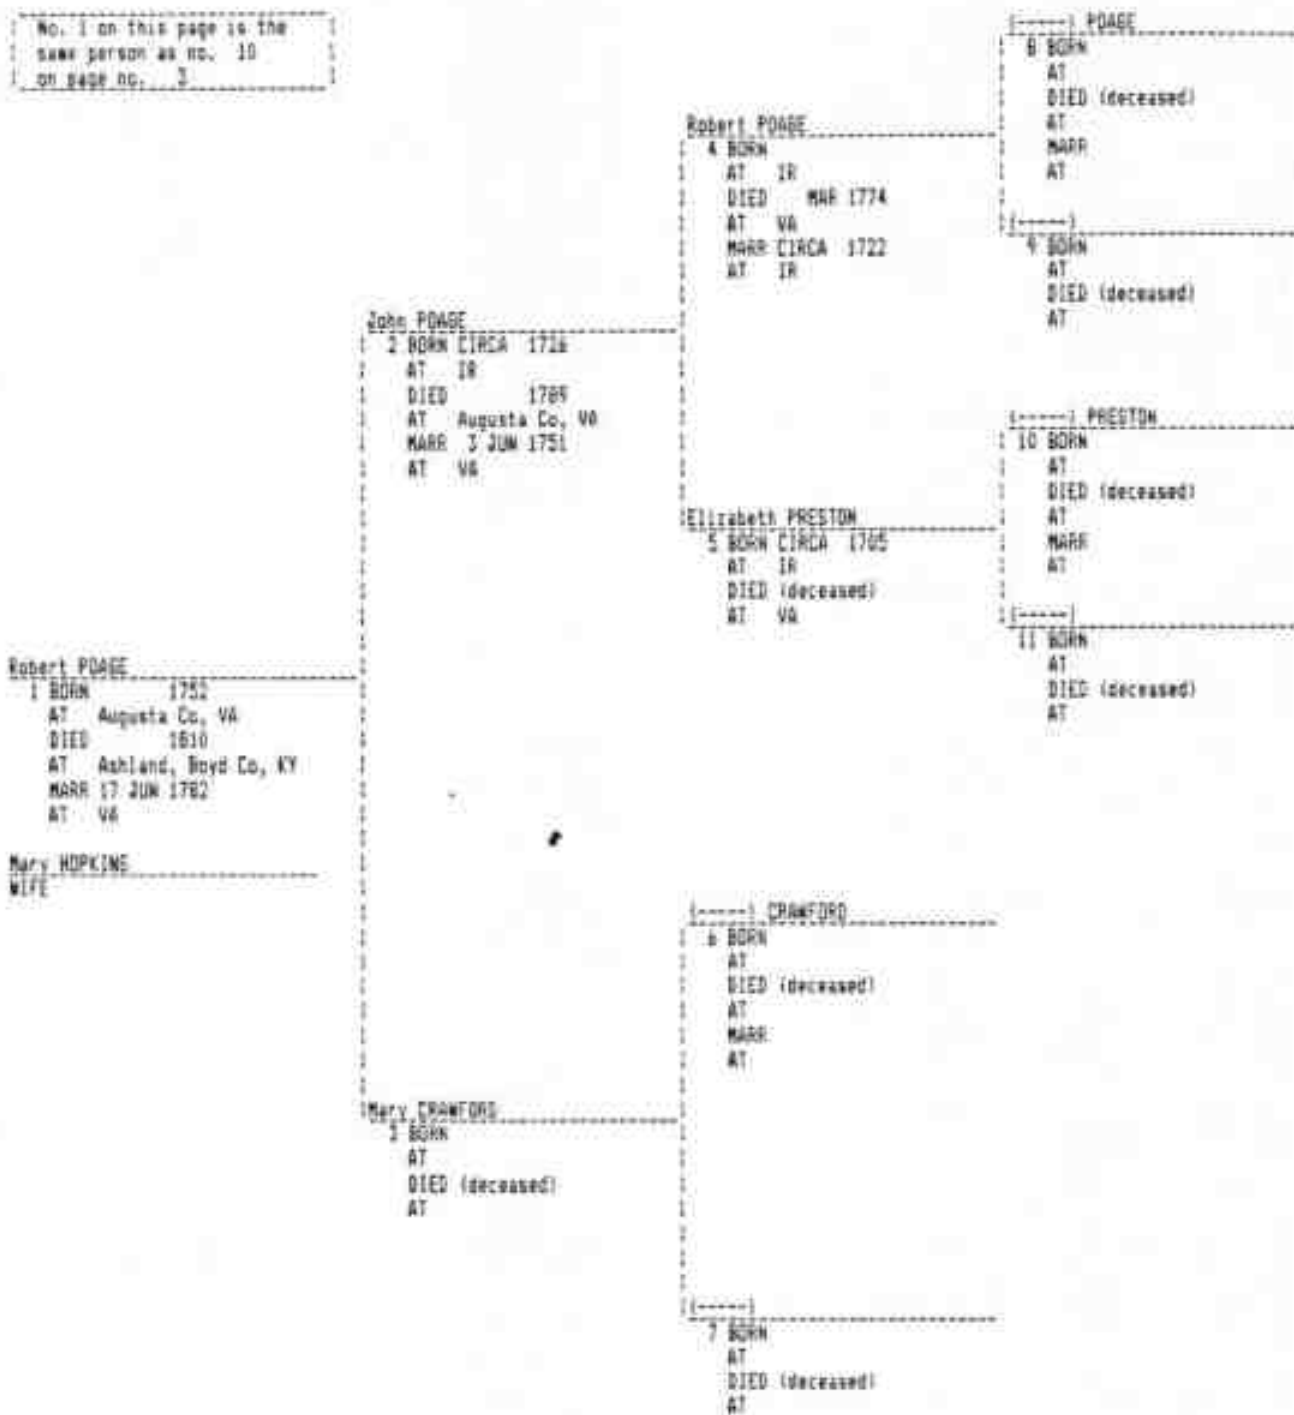 No. 1 on this page is the
same person as no. 10
on page no. 3
(-----) POAGE
8 BORN
AT
DIED (deceased)
AT
MARR
AT
Robert POAGE
4 BORN
AT IR
DIED MAR 1774
AT VA
MARR CIRCA 1722
AT IR
(-----)
9 BORN
AT
DIED (deceased)
AT
John POAGE
2 BORN CIRCA 1726
AT IR
DIED 1789
AT Augusta Co, VA
MARR 3 JUN 1751
AT VA
(-----) PRESTON
10 BORN
AT
DIED (deceased)
AT
MARR
AT
Elizabeth PRESTON
5 BORN CIRCA 1705
AT IR
DIED (deceased)
AT VA
(-----)
11 BORN
AT
DIED (deceased)
AT
Robert POAGE
1 BORN 1752
AT Augusta Co, VA
DIED 1810
AT Ashland, Boyd Co, KY
MARR 17 JUN 1782
AT VA
Mary HOPKINS
WIFE
(-----) CRAWFORD
6 BORN
AT
DIED (deceased)
AT
MARR
AT
Mary CRAWFORD
3 BORN
AT
DIED (deceased)
AT
(-----)
7 BORN
AT
DIED (deceased)
AT